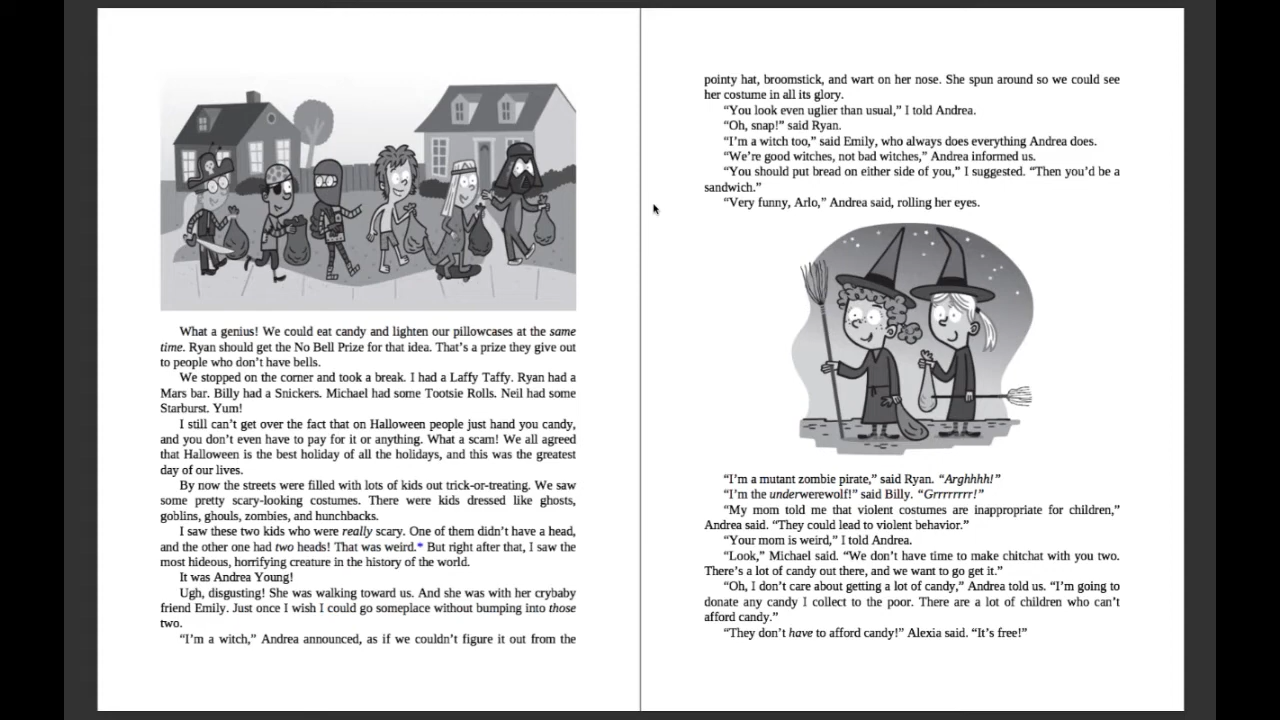 What a genius! We could eat candy and lighten our pillowcases at the same
time. Ryan should get the No Bell Prize for that idea. That’s a prize they give out
to people who don’t have bells.
We stopped on the corner and took a break. I had a Laffy Taffy. Ryan had a
Mars bar. Billy had a Snickers. Michael had some Tootsie Rolls. Neil had some
Starburst. Yum!
I still can’t get over the fact that on Halloween people just hand you candy,
and you don’t even have to pay for it or anything. What a scam! We all agreed
that Halloween is the best holiday of all the holidays, and this was the greatest
day of our lives.
By now the streets were filled with lots of kids out trick-or-treating. We saw
some pretty scary-looking costumes. There were kids dressed like ghosts,
goblins, ghouls, zombies, and hunchbacks.
I saw these two kids who were really scary. One of them didn’t have a head,
and the other one had two heads! That was weird.* But right after that, I saw the
most hideous, horrifying creature in the history of the world.
It was Andrea Young!
Ugh, disgusting! She was walking toward us. And she was with her crybaby
friend Emily. Just once I wish I could go someplace without bumping into those
two.
“I’m a witch,” Andrea announced, as if we couldn’t figure it out from the
pointy hat, broomstick, and wart on her nose. She spun around so we could see
her costume in all its glory.
“You look even uglier than usual,” I told Andrea.
“Oh, snap!” said Ryan.
“I’m a witch too,” said Emily, who always does everything Andrea does.
“We’re good witches, not bad witches,” Andrea informed us.
“You should put bread on either side of you,” I suggested. “Then you’d be a
sandwich.”
“Very funny, Arlo,” Andrea said, rolling her eyes.
“I’m a mutant zombie pirate,” said Ryan. “Arghhhh!”
“I’m the underwerewolf!” said Billy. “Grrrrrrrr!”
“My mom told me that violent costumes are inappropriate for children,”
Andrea said. “They could lead to violent behavior.”
“Your mom is weird,” I told Andrea.
“Look,” Michael said. “We don’t have time to make chitchat with you two.
There’s a lot of candy out there, and we want to go get it.”
“Oh, I don’t care about getting a lot of candy,” Andrea told us. “I’m going to
donate any candy I collect to the poor. There are a lot of children who can’t
afford candy.”
“They don’t have to afford candy!” Alexia said. “It’s free!”